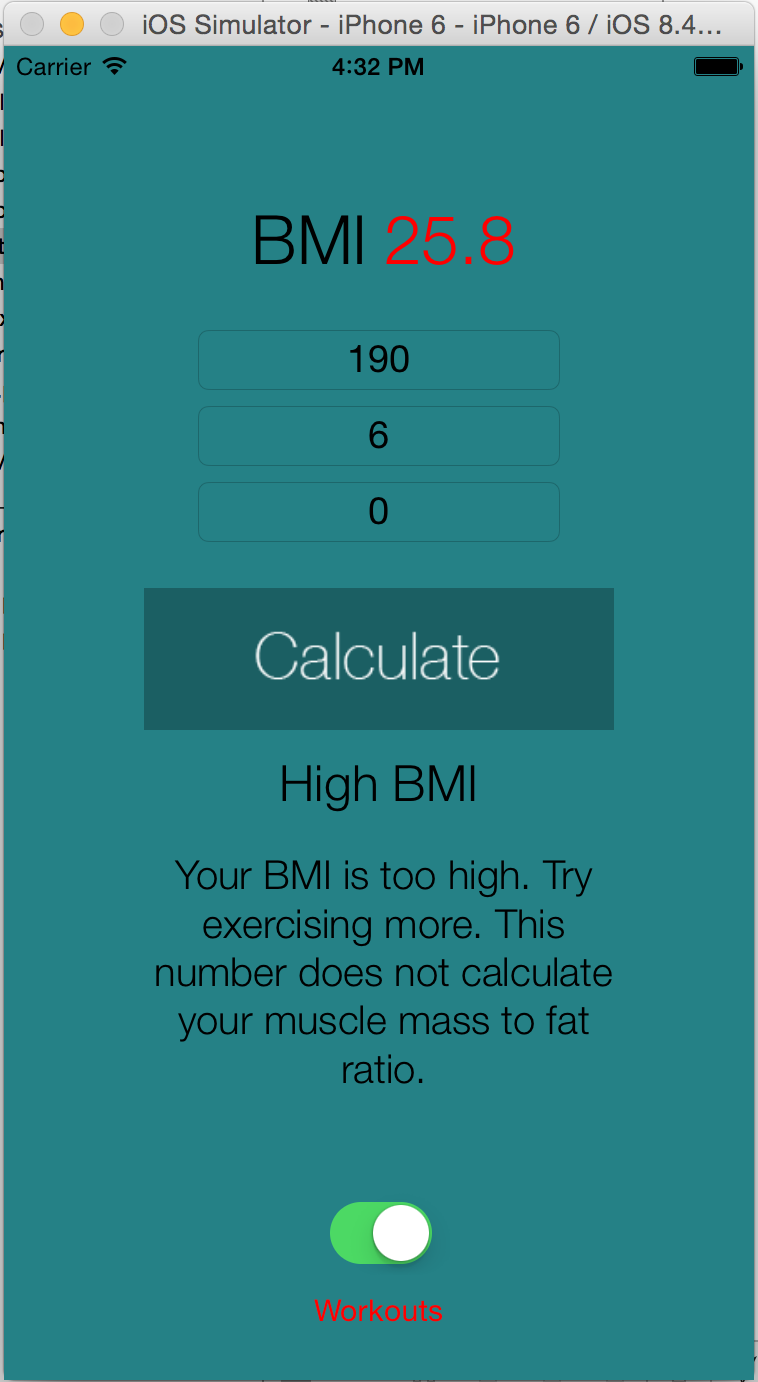 iOS Simulator - iPhone 6 - iPhone 6 / iOS 8.4...
Carrier 4:32 PM
BMI 25.8
190
6
0
Calculate
High BMI
Your BMI is too high. Try
exercising more. This
number does not calculate
your muscle mass to fat
ratio.
Workouts